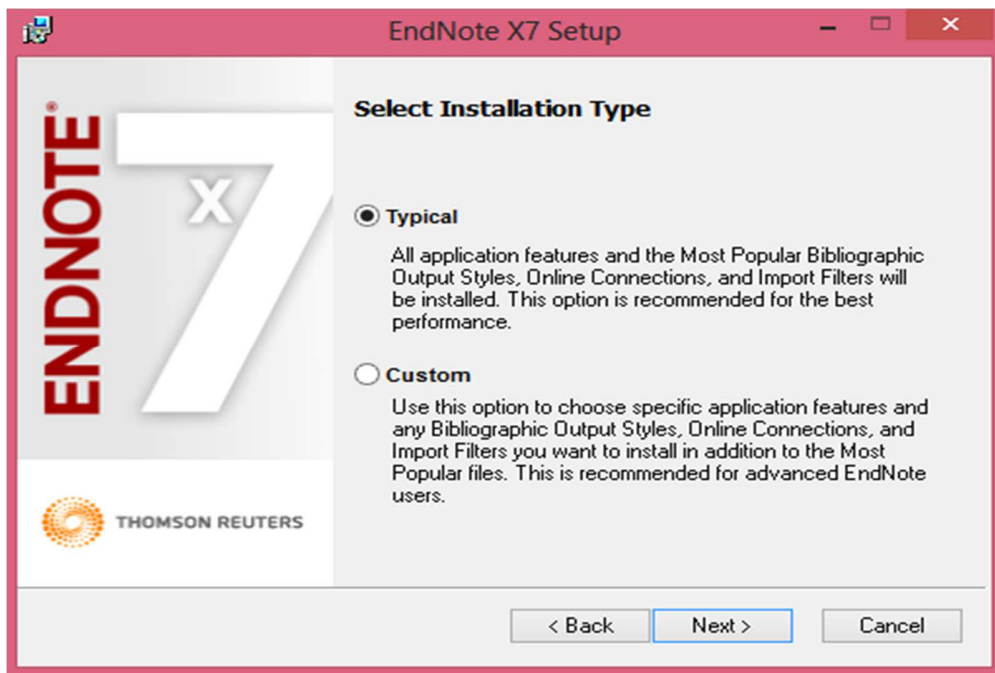 EndNote X7 Setup
ENDNOTE®
X7
Select Installation Type
Typical
All application features and the Most Popular Bibliographic
Output Styles, Online Connections, and Import Filters will
be installed. This option is recommended for the best
performance.
Custom
Use this option to choose specific application features and
any Bibliographic Output Styles, Online Connections, and
Import Filters you want to install in addition to the Most
Popular files. This is recommended for advanced EndNote
users.
THOMSON REUTERS
< Back
Next >
Cancel